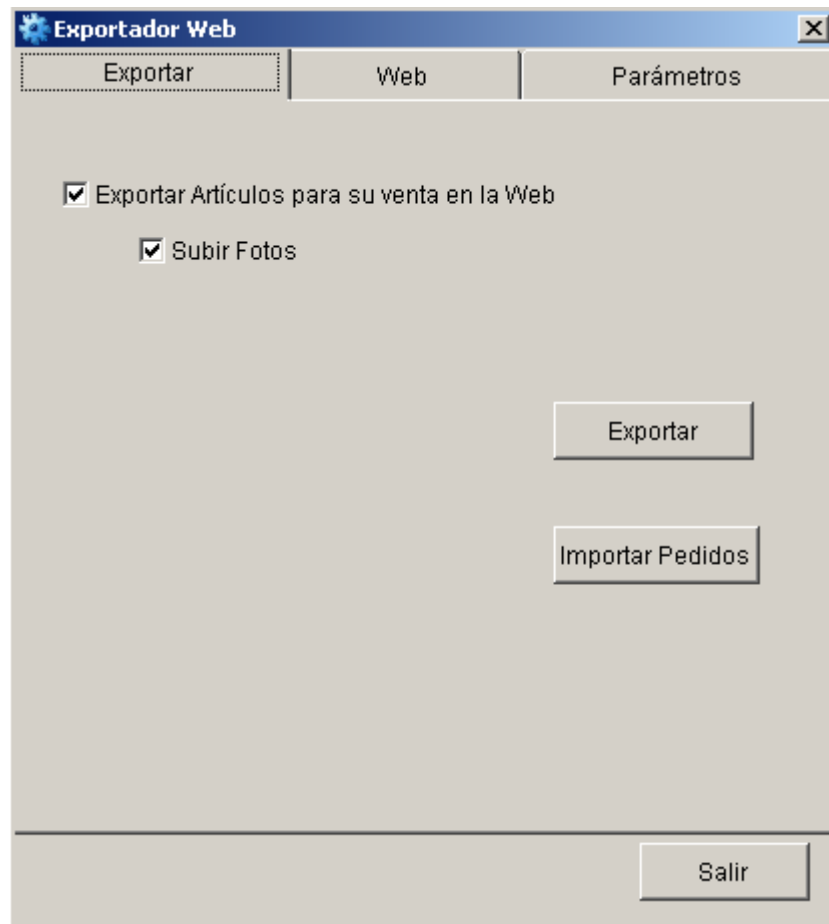 Exportador Web
Exportar Web Parámetros
Exportar Artículos para su venta en la Web
Subir Fotos
Exportar
Importar Pedidos
Salir